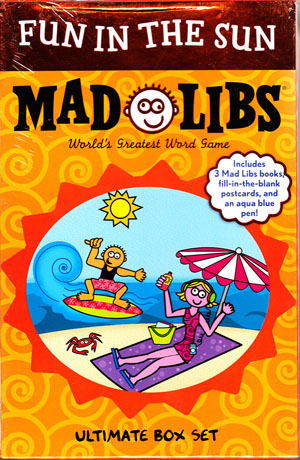 FUN IN THE SUN
MAD LIBS®
World's Greatest Word Game
Includes
3 Mad Libs books,
fill-in-the-blank
postcards, and
an aqua blue
pen!
ULTIMATE BOX SET